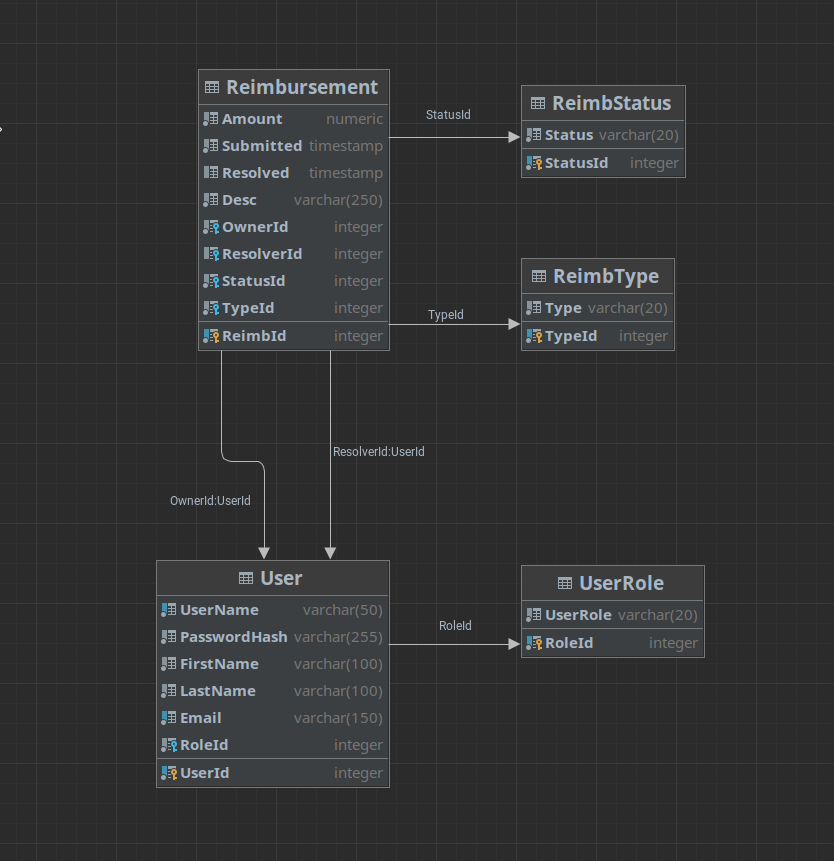 Reimbursement
Amount numeric
Submitted timestamp
Resolved timestamp
Desc varchar(250)
OwnerId integer
ResolverId integer
StatusId integer
TypeId integer
ReimbId integer
StatusId
ReimbStatus
Status varchar(20)
StatusId integer
TypeId
ReimbType
Type varchar(20)
TypeId integer
ResolverId:UserId
OwnerId:UserId
User
UserName varchar(50)
PasswordHash varchar(255)
FirstName varchar(100)
LastName varchar(100)
Email varchar(150)
RoleId integer
UserId integer
RoleId
UserRole
UserRole varchar(20)
RoleId integer